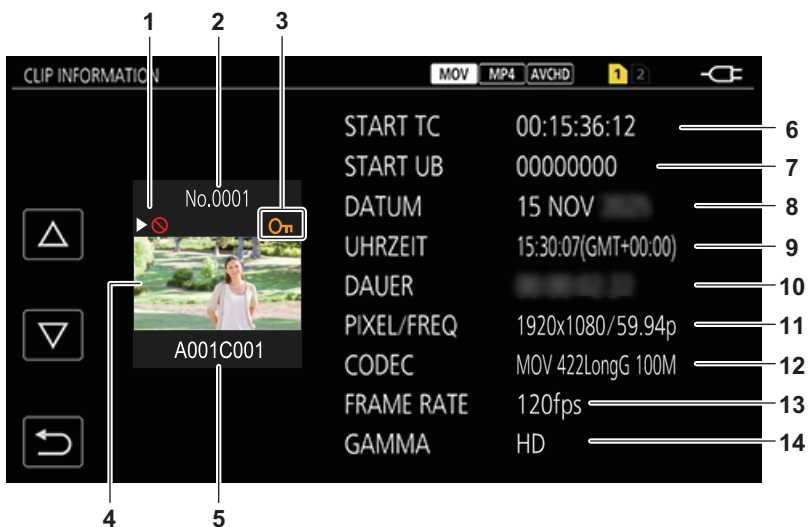 1 2 3
CLIP INFORMATION MOV MP4 AVCHD 1 2
No.0001
A001C001
START TC 00:15:36:12 6
START UB 00000000 7
DATUM 15 NOV 8
UHRZEIT 15:30:07(GMT+00:00) 9
DAUER 10
PIXEL/FREQ 1920x1080/59.94p 11
CODEC MOV 422LongG 100M 12
FRAME RATE 120fps 13
GAMMA HD 14
4 5